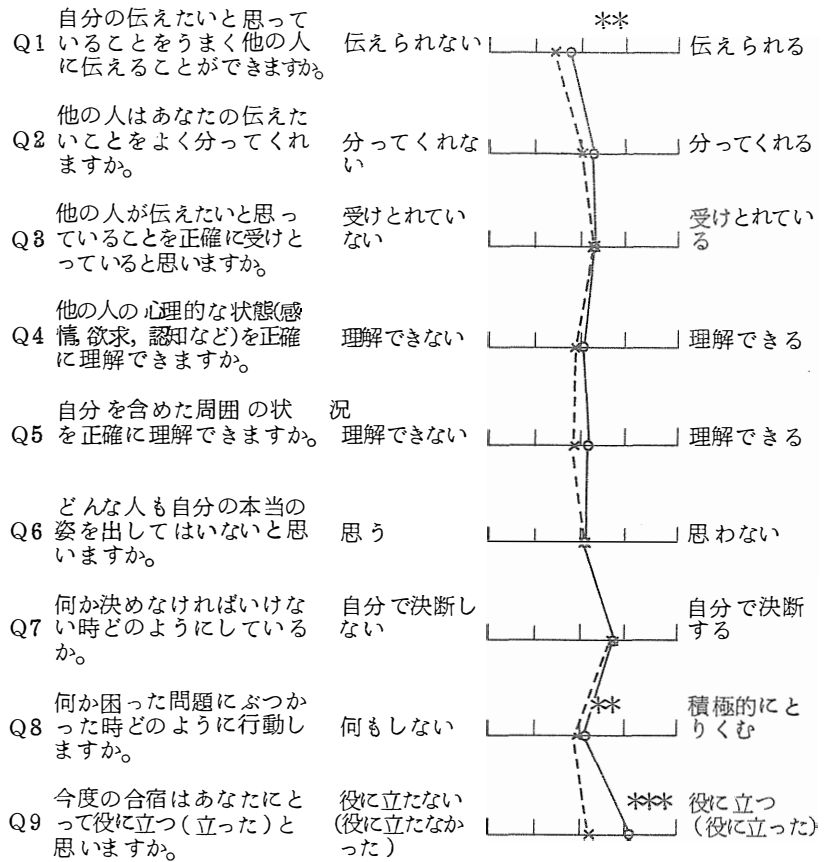 自分の伝えたいと思って
Q1 いることをうまく他の人 伝えられない ** 伝えられる
に伝えることができますか。
他の人はあなたの伝えた
Q2 いことをよく分ってくれ 分ってくれな 分ってくれる
ますか。 い
他の人が伝えたいと思っ 受けとれてい 受けとれてい
Q3 ていることを正確に受けと ない る
っていると思いますか。
他の人の心理的な状態(感
Q4 情,欲求,認知など)を正確 理解できない 理解できる
に理解できますか。
自分を含めた周囲の状 況
Q5 を正確に理解できますか。 理解できない 理解できる
どんな人も自分の本当の
Q6 姿を出してはいないと思 思う 思わない
いますか。
何か決めなければいけな 自分で決断し 自分で決断
Q7 い時どのようにしている ない する
か。
何か困った問題にぶつか ** 積極的にと
Q8 った時どのように行動し 何もしない りくむ
ますか。
今度の合宿はあなたにと 役に立たない *** 役に立つ
Q9 って役に立つ(立った)と (役に立たなか (役に立った)
思いますか。 った)